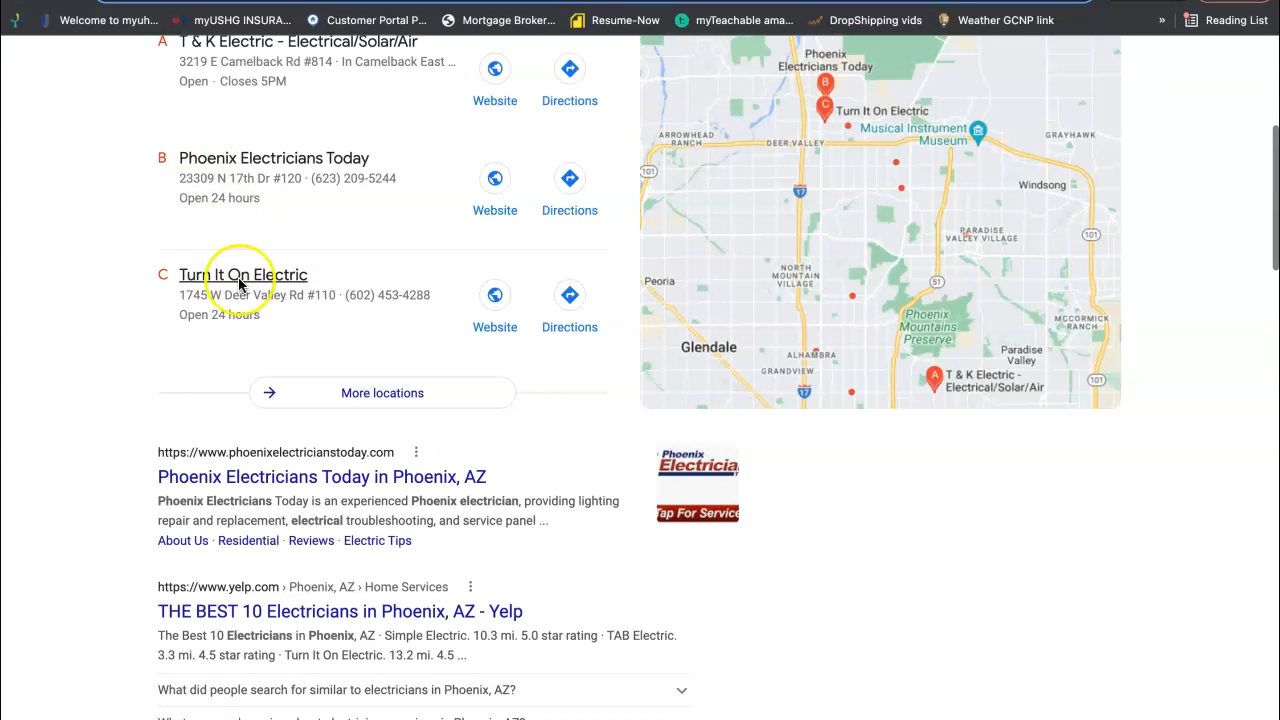 Welcome to myuh...
myUSHG INSURA...
Customer Portal P...
Mortgage Broker...
Resume-Now
myTeachable ama...
DropShipping vids
Weather GCNP link
»
Reading List
A T & K Electric - Electrical/Solar/Air
3219 E Camelback Rd #814 · In Camelback East ...
Open · Closes 5PM
Website
Directions
B Phoenix Electricians Today
23309 N 17th Dr #120 · (623) 209-5244
Open 24 hours
Website
Directions
C Turn It On Electric
1745 W Deer Valley Rd #110 · (602) 453-4288
Open 24 hours
Website
Directions
More locations
Phoenix
Electricians Today
B
C
Turn It On Electric
Musical Instrument
Museum
ARROWHEAD
RANCH
DEER VALLEY
GRAYHAWK
101
17
Windsong
PARADISE
VALLEY VILLAGE
101
NORTH
MOUNTAIN
VILLAGE
Peoria
51
Phoenix
Mountains
Preserve
MCCORMICK
RANCH
Glendale
ALHAMBRA
Paradise
Valley
GRANDVIEW
A
T & K Electric -
Electrical/Solar/Air
101
17
https://www.phoenixelectricianstoday.com
Phoenix Electricians Today in Phoenix, AZ
Phoenix Electricians Today is an experienced Phoenix electrician, providing lighting
repair and replacement, electrical troubleshooting, and service panel ...
About Us · Residential · Reviews · Electric Tips
Phoenix
Electricia
Tap For Service
https://www.yelp.com › Phoenix, AZ › Home Services
THE BEST 10 Electricians in Phoenix, AZ - Yelp
The Best 10 Electricians in Phoenix, AZ · Simple Electric. 10.3 mi. 5.0 star rating · TAB Electric.
3.3 mi. 4.5 star rating · Turn It On Electric. 13.2 mi. 4.5 ...
What did people search for similar to electricians in Phoenix, AZ?